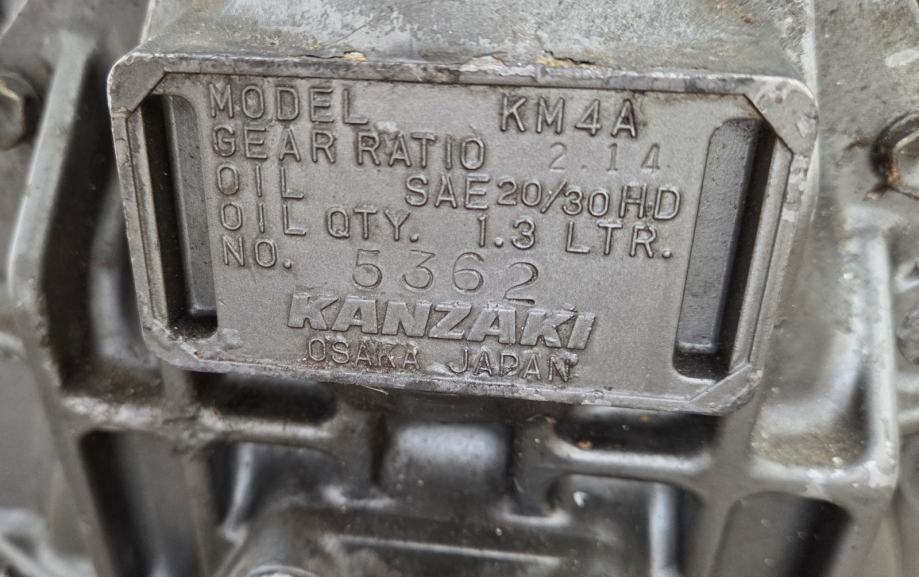 MODEL KM4A
GEAR RATIO 2.14
OIL SAE20/30HD
OIL QTY. 1.3 LTR.
NO. 5362
KANZAKI
OSAKA JAPAN